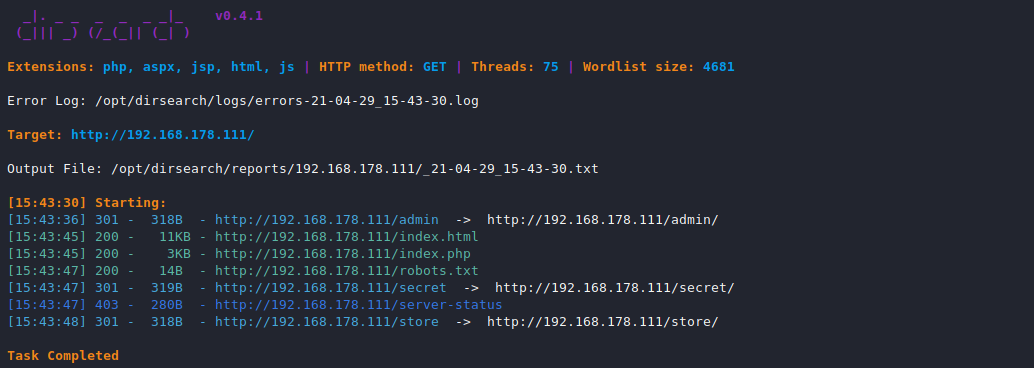 _|. _ _  _  _  _ _|_    v0.4.1
(_||| _) (/_(_|| (_| )
Extensions: php, aspx, jsp, html, js | HTTP method: GET | Threads: 75 | Wordlist size: 4681
Error Log: /opt/dirsearch/logs/errors-21-04-29_15-43-30.log
Target: http://192.168.178.111/
Output File: /opt/dirsearch/reports/192.168.178.111/_21-04-29_15-43-30.txt
[15:43:30] Starting:
[15:43:36] 301 -  318B  - http://192.168.178.111/admin  ->  http://192.168.178.111/admin/
[15:43:45] 200 -   11KB - http://192.168.178.111/index.html
[15:43:45] 200 -    3KB - http://192.168.178.111/index.php
[15:43:47] 200 -   14B  - http://192.168.178.111/robots.txt
[15:43:47] 301 -  319B  - http://192.168.178.111/secret  ->  http://192.168.178.111/secret/
[15:43:47] 403 -  280B  - http://192.168.178.111/server-status
[15:43:48] 301 -  318B  - http://192.168.178.111/store  ->  http://192.168.178.111/store/
Task Completed